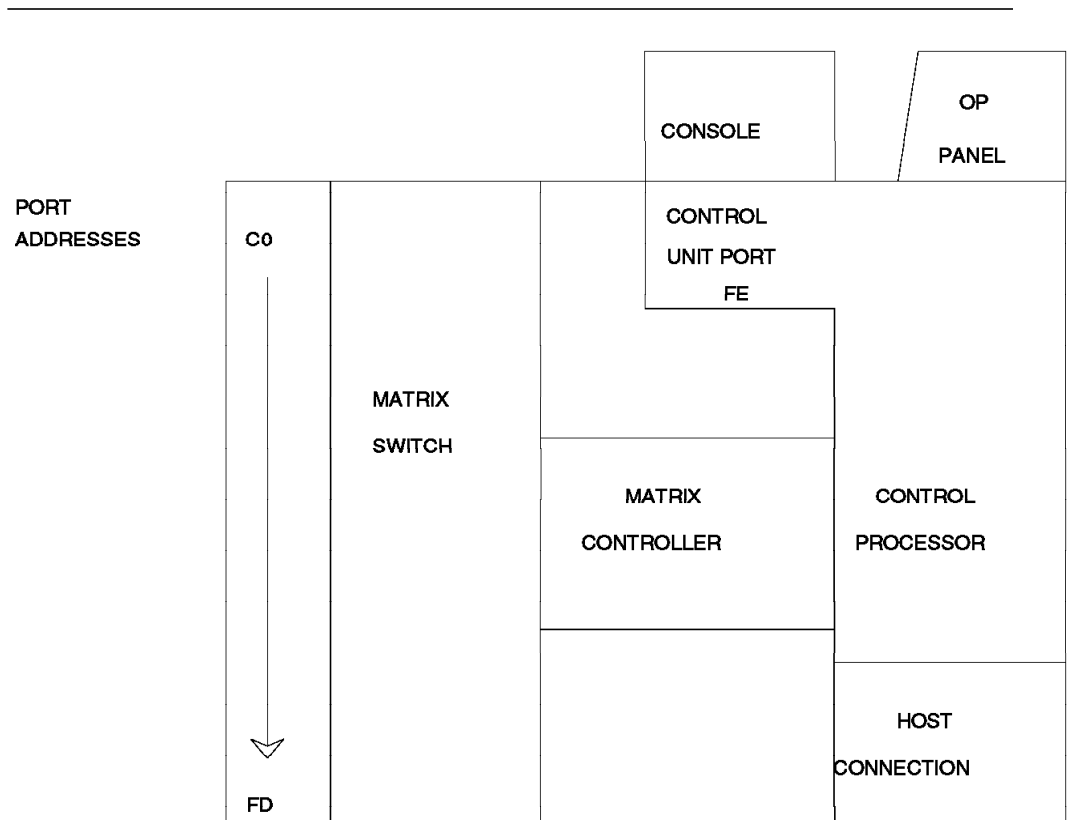 OP
PANEL
CONSOLE
PORT
ADDRESSES
C0
CONTROL
UNIT PORT
FE
MATRIX
SWITCH
MATRIX
CONTROLLER
CONTROL
PROCESSOR
HOST
CONNECTION
FD